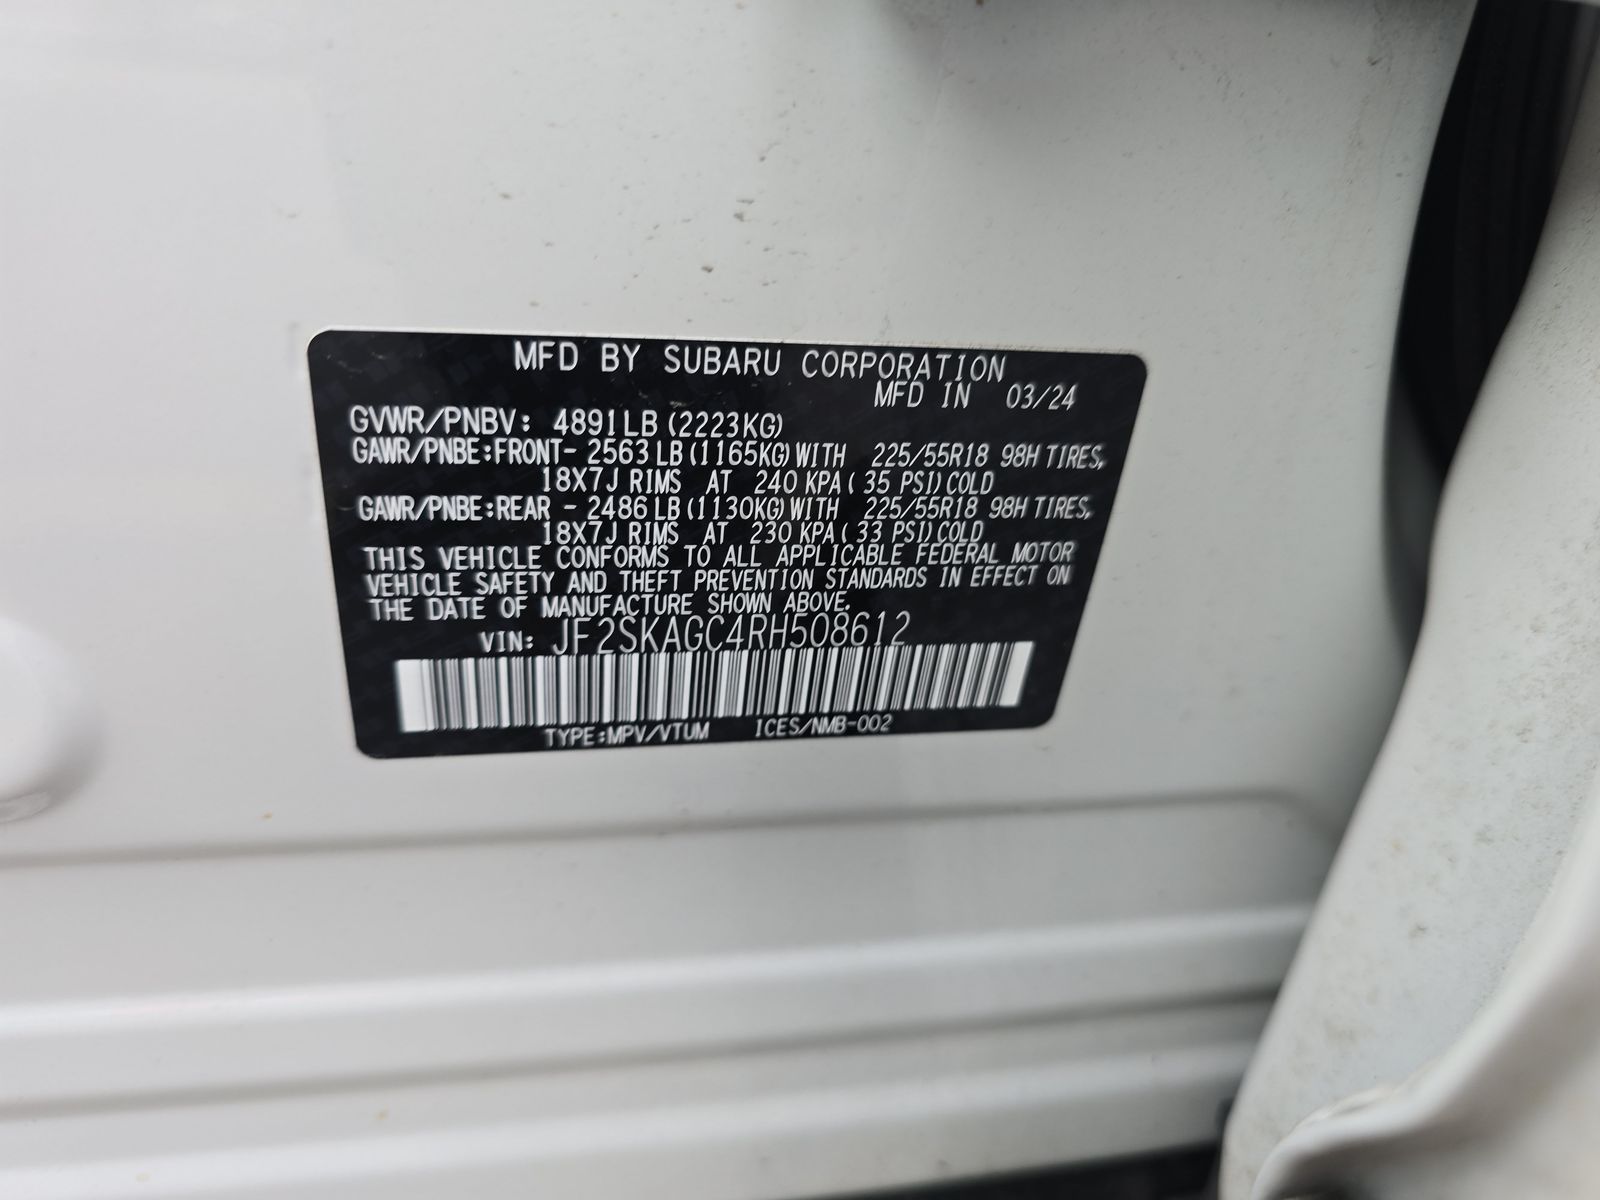 MFD BY SUBARU CORPORATION
MFD IN 03/24
GVWR/PNBV: 4891LB (2223KG)
GAWR/PNBE:FRONT- 2563 LB (1165KG) WITH 225/55R18 98H TIRES,
18X7J RIMS AT 240 KPA ( 35 PSI) COLD
GAWR/PNBE:REAR - 2486 LB (1130KG) WITH 225/55R18 98H TIRES,
18X7J RIMS AT 230 KPA ( 33 PSI) COLD
THIS VEHICLE CONFORMS TO ALL APPLICABLE FEDERAL MOTOR
VEHICLE SAFETY AND THEFT PREVENTION STANDARDS IN EFFECT ON
THE DATE OF MANUFACTURE SHOWN ABOVE.
VIN: JF2SKAGC4RH508612
TYPE:MPV/VTUM ICES/NMB-002